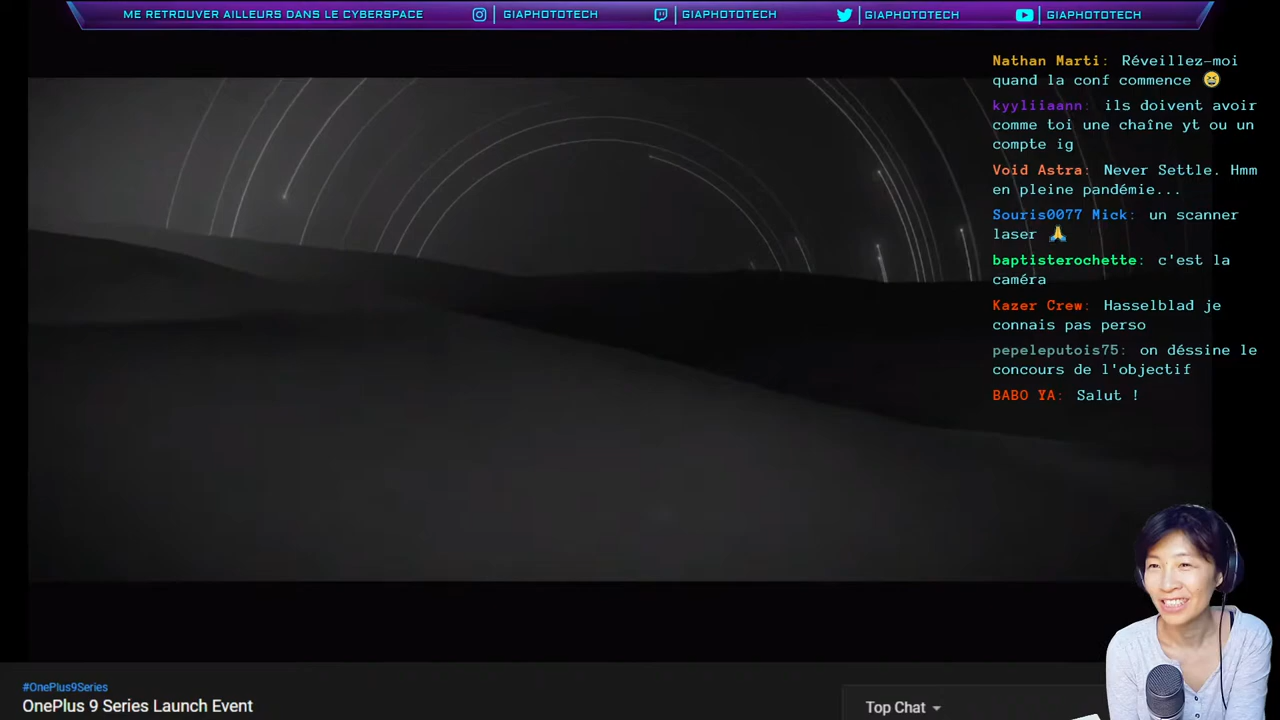 ME RETROUVER AILLEURS DANS LE CYBERSPACE GIAPHOTOTECH GIAPHOTOTECH GIAPHOTOTECH GIAPHOTOTECH
Nathan Marti: Réveillez-moi
quand la conf commence 😆
kyyliiaann: ils doivent avoir
comme toi une chaîne yt ou un
compte ig
Void Astra: Never Settle. Hmm
en pleine pandémie...
Souris0077 Mick: un scanner
laser 🙏
baptisterochette: c'est la
caméra
Kazer Crew: Hasselblad je
connais pas perso
pepeleputois75: on déssine le
concours de l'objectif
BABO YA: Salut !
#OnePlus9Series
OnePlus 9 Series Launch Event
Top Chat